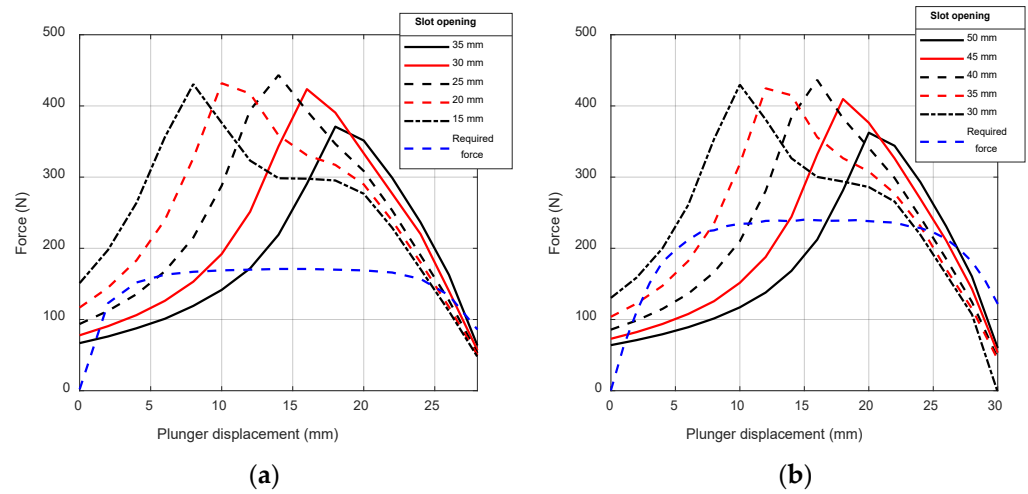 Slot opening
35 mm
30 mm
25 mm
20 mm
15 mm
Required
force
500
400
300
200
100
0
Force (N)
0 5 10 15 20 25
Plunger displacement (mm)
(a)
Slot opening
50 mm
45 mm
40 mm
35 mm
30 mm
Required
force
500
400
300
200
100
0
Force (N)
0 5 10 15 20 25 30
Plunger displacement (mm)
(b)